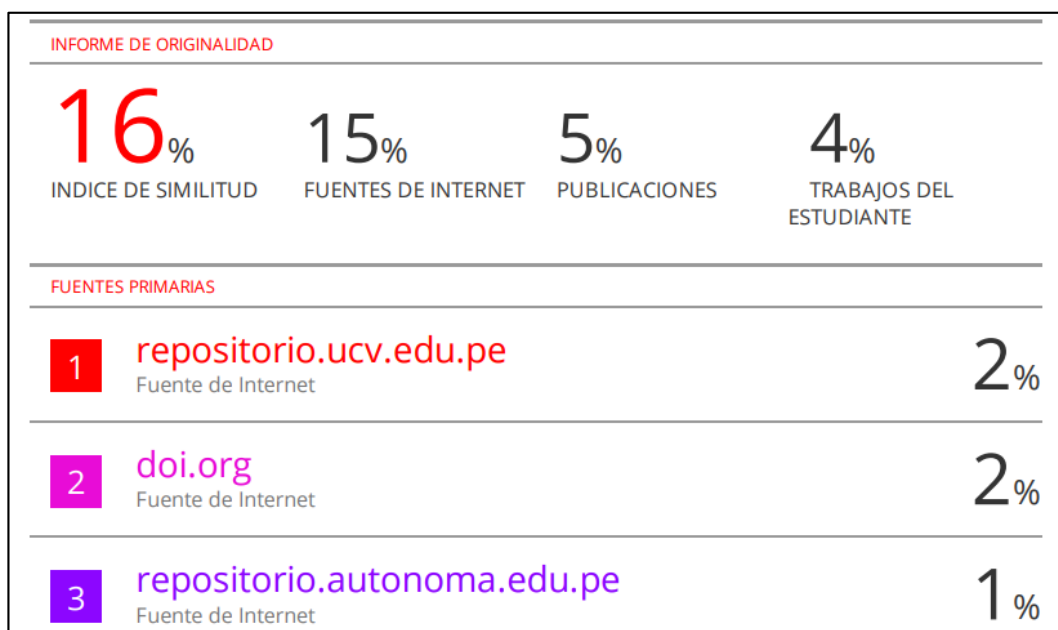 INFORME DE ORIGINALIDAD
16% 15% 5% 4%
INDICE DE SIMILITUD FUENTES DE INTERNET PUBLICACIONES TRABAJOS DEL
ESTUDIANTE
FUENTES PRIMARIAS
1 repositorio.ucv.edu.pe 2%
Fuente de Internet
2 doi.org 2%
Fuente de Internet
3 repositorio.autonoma.edu.pe 1%
Fuente de Internet